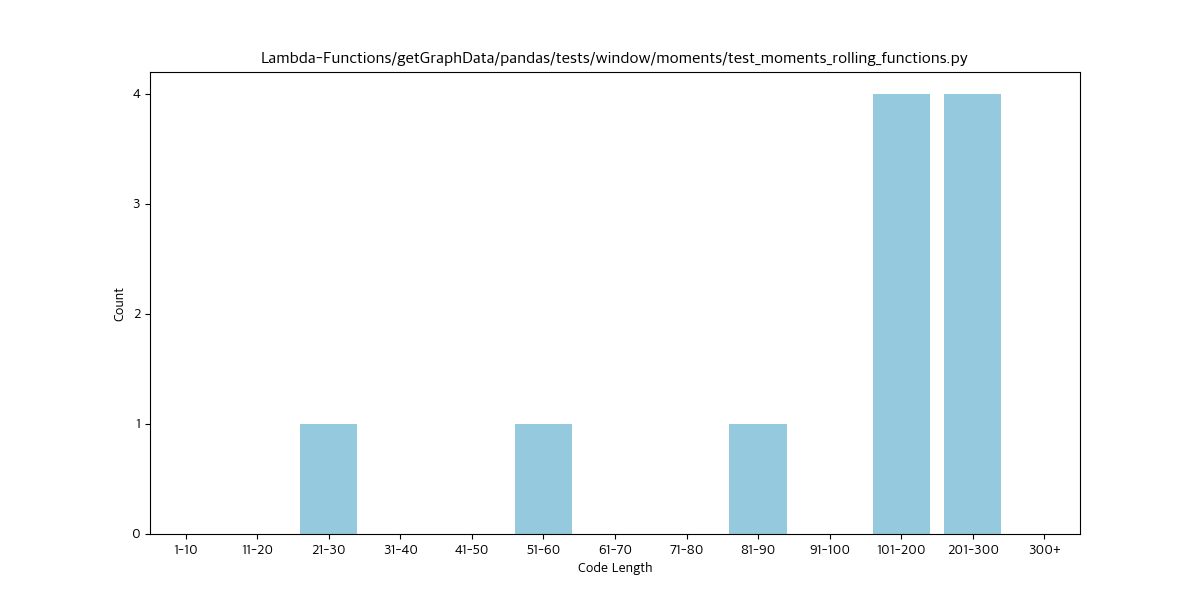 Lambda-Functions/getGraphData/pandas/tests/window/moments/test_moments_rolling_functions.py
4
3
2
1
0
Count
1-10 11-20 21-30 31-40 41-50 51-60 61-70 71-80 81-90 91-100 101-200 201-300 300+
Code Length